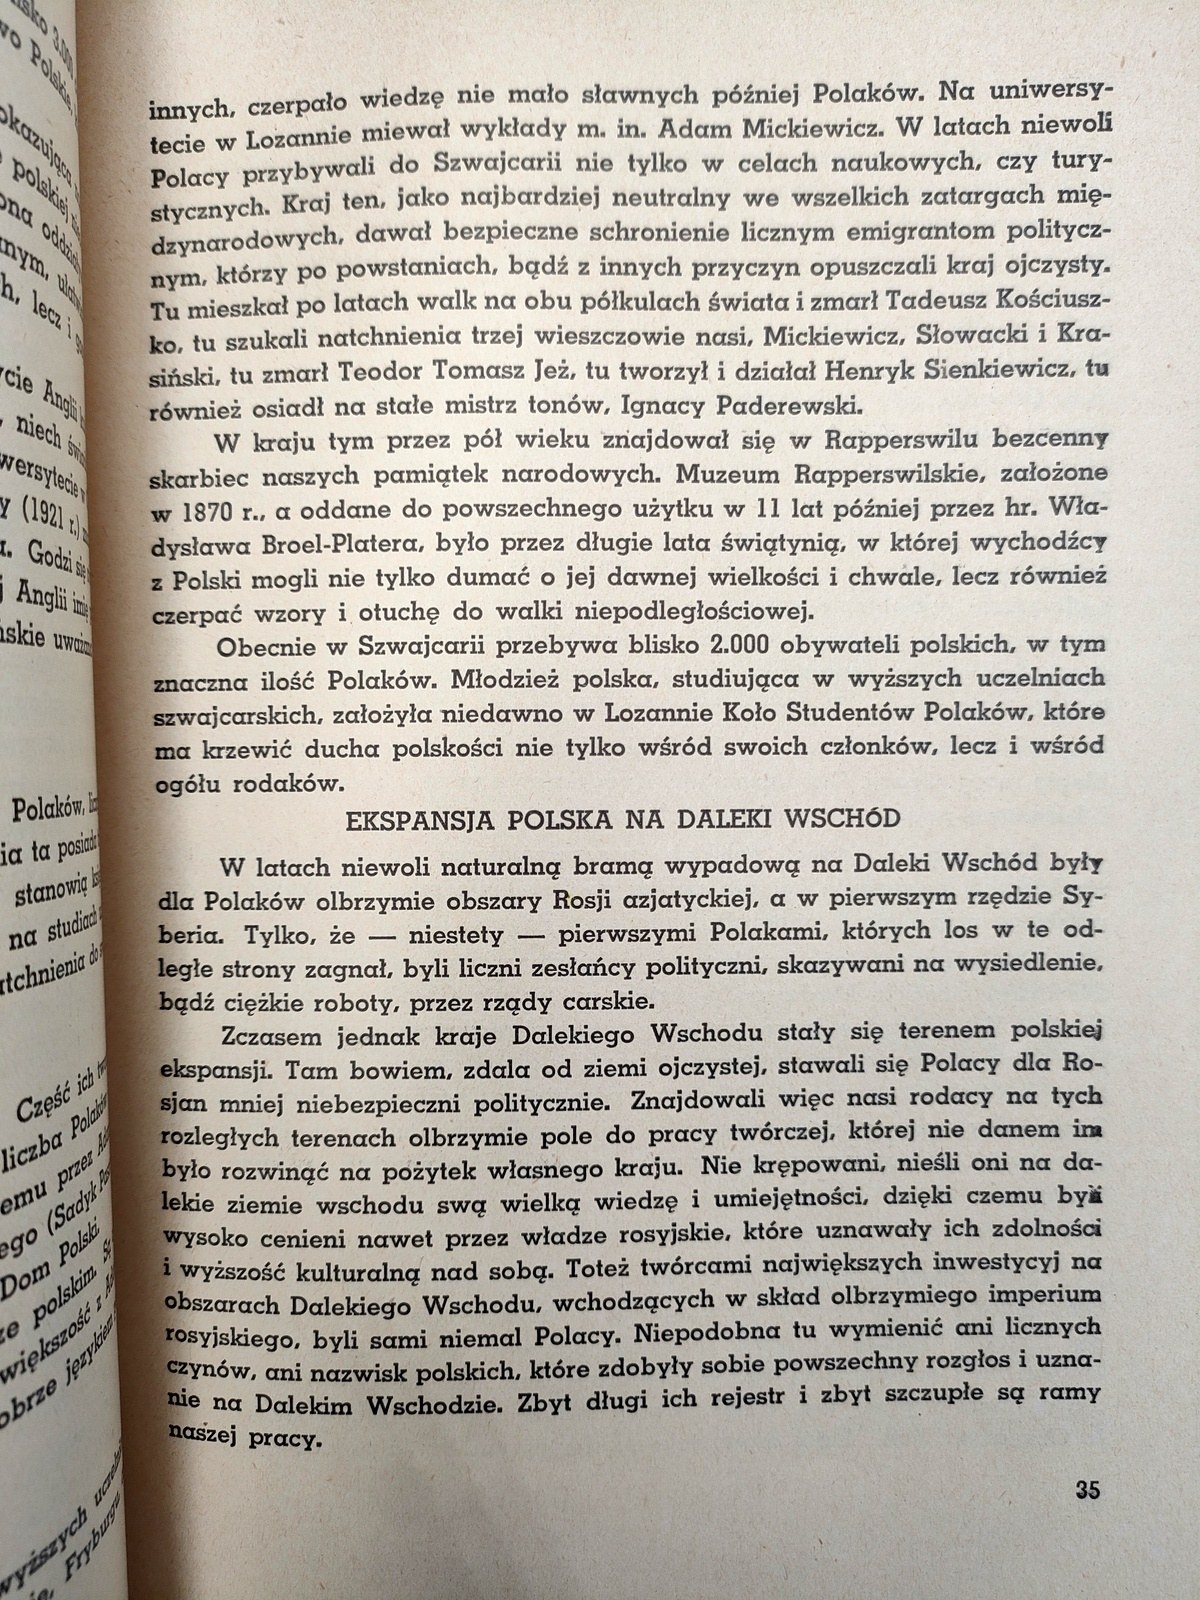 innych, czerpało wiedzę nie mało sławnych później Polaków. Na uniwersy-
tecie w Lozannie miewał wykłady m. in. Adam Mickiewicz. W latach niewoli
Polacy przybywali do Szwajcarii nie tylko w celach naukowych, czy tury-
stycznych. Kraj ten, jako najbardziej neutralny we wszelkich zatargach mię-
dzynarodowych, dawał bezpieczne schronienie licznym emigrantom politycz-
nym, którzy po powstaniach, bądź z innych przyczyn opuszczali kraj ojczysty.
Tu mieszkał po latach walk na obu półkulach świata i zmarł Tadeusz Kościusz-
ko, tu szukali natchnienia trzej wieszczowie nasi, Mickiewicz, Słowacki i Kra-
siński, tu zmarł Teodor Tomasz Jeż, tu tworzył i działał Henryk Sienkiewicz, tu
również osiadł na stałe mistrz tonów, Ignacy Paderewski.
W kraju tym przez pół wieku znajdował się w Rapperswilu bezcenny
skarbiec naszych pamiątek narodowych. Muzeum Rapperswilskie, założone
w 1870 r., a oddane do powszechnego użytku w 11 lat później przez hr. Wła-
dysława Broel-Platera, było przez długie lata świątynią, w której wychodźcy
z Polski mogli nie tylko dumać o jej dawnej wielkości i chwale, lecz również
czerpać wzory i otuchę do walki niepodległościowej.
Obecnie w Szwajcarii przebywa blisko 2.000 obywateli polskich, w tym
znaczna ilość Polaków. Młodzież polska, studiująca w wyższych uczelniach
szwajcarskich, założyła niedawno w Lozannie Koło Studentów Polaków, które
ma krzewić ducha polskości nie tylko wśród swoich członków, lecz i wśród
ogółu rodaków.
EKSPANSJA POLSKA NA DALEKI WSCHóD
W latach niewoli naturalną bramą wypadową na Daleki Wschód były
dla Polaków olbrzymie obszary Rosji azjatyckiej, a w pierwszym rzędzie Sy-
beria. Tylko, że — niestety — pierwszymi Polakami, których los w te od-
ległe strony zagnał, byli liczni zesłańcy polityczni, skazywani na wysiedlenie,
bądź ciężkie roboty, przez rządy carskie.
Zczasem jednak kraje Dalekiego Wschodu stały się terenem polskiej
ekspansji. Tam bowiem, zdala od ziemi ojczystej, stawali się Polacy dla Ro-
sjan mniej niebezpieczni politycznie. Znajdowali więc nasi rodacy na tych
rozległych terenach olbrzymie pole do pracy twórczej, której nie danem im
było rozwinąć na pożytek własnego kraju. Nie krępowani, nieśli oni na da-
lekie ziemie wschodu swą wielką wiedzę i umiejętności, dzięki czemu byli
wysoko cenieni nawet przez władze rosyjskie, które uznawały ich zdolności
i wyższość kulturalną nad sobą. Toteż twórcami największych inwestycyj na
obszarach Dalekiego Wschodu, wchodzących w skład olbrzymiego imperium
rosyjskiego, byli sami niemal Polacy. Niepodobna tu wymienić ani licznych
czynów, ani nazwisk polskich, które zdobyły sobie powszechny rozgłos i uzna-
nie na Dalekim Wschodzie. Zbyt długi ich rejestr i zbyt szczupłe są ramy
naszej pracy.
35